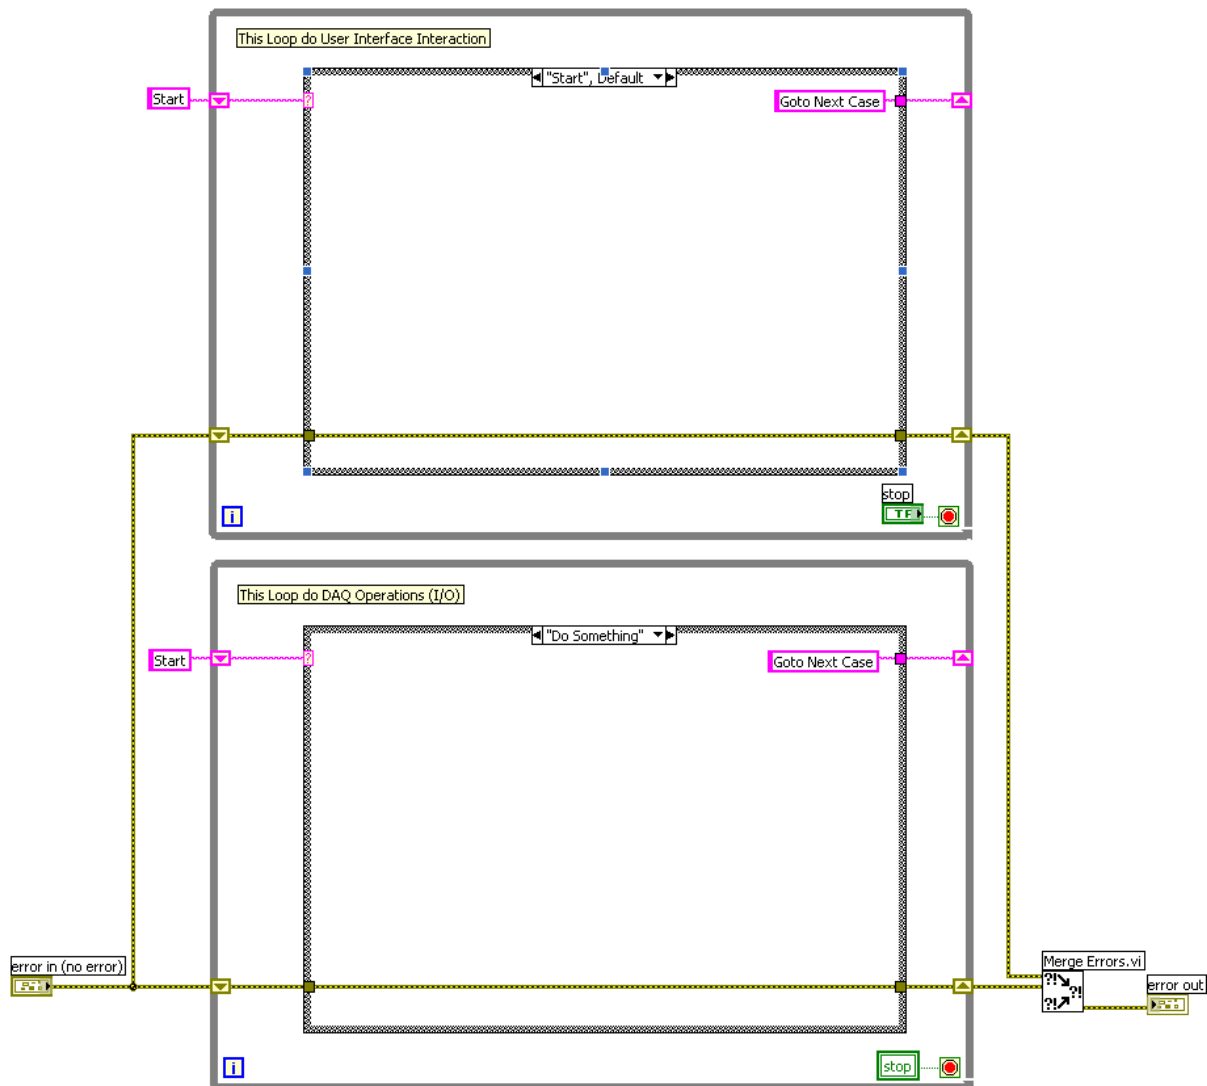 This Loop do User Interface Interaction
"Start", Default
Start
?
Goto Next Case
stop
TF
i
This Loop do DAQ Operations (I/O)
"Do Something"
Start
?
Goto Next Case
error in (no error)
Merge Errors.vi
?!
?!
?!
error out
i
stop